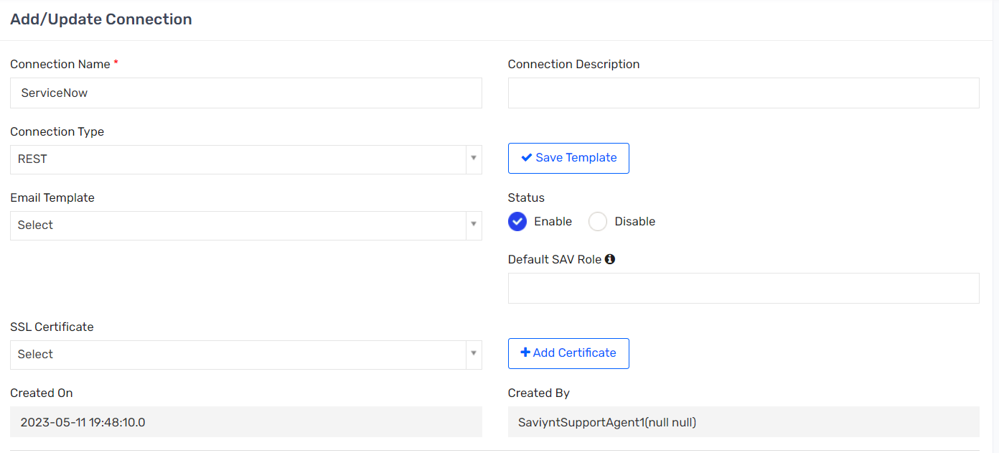 Add/Update Connection
Connection Name *
Connection Description
ServiceNow
Connection Type
REST
Save Template
Email Template
Status
Select
Enable
Disable
Default SAV Role
SSL Certificate
Select
Add Certificate
Created On
Created By
2023-05-11 19:48:10.0
SaviyntSupportAgent1(null null)